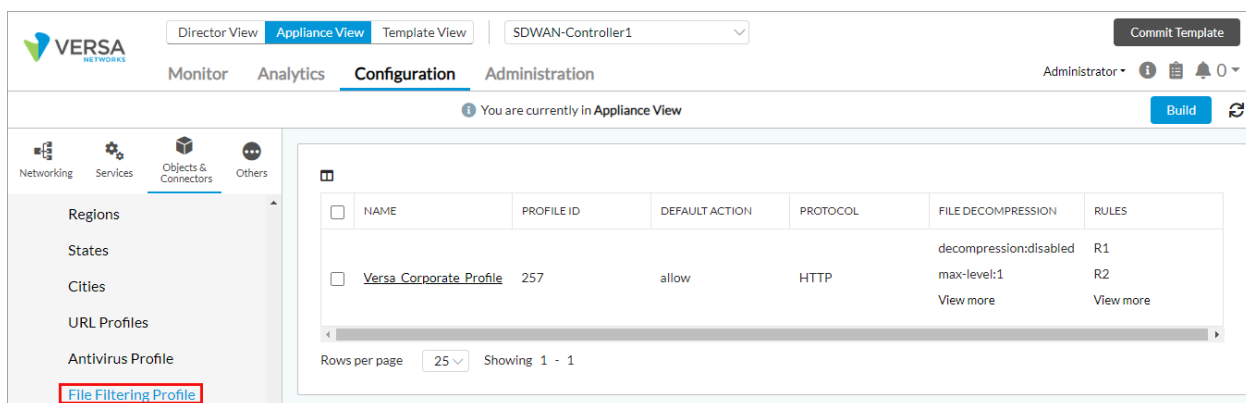 Director View Appliance View Template View SDWAN-Controller1 Commit Template
VERSA
NETWORKS
Monitor Analytics Configuration Administration Administrator 0
You are currently in Appliance View Build
Networking Services Objects & Connectors Others
Regions
States
Cities
URL Profiles
Antivirus Profile
File Filtering Profile
NAME PROFILE ID DEFAULT ACTION PROTOCOL FILE DECOMPRESSION RULES
decompression:disabled R1
Versa_Corporate_Profile 257 allow HTTP max-level:1 R2
View more View more
Rows per page 25 Showing 1 - 1